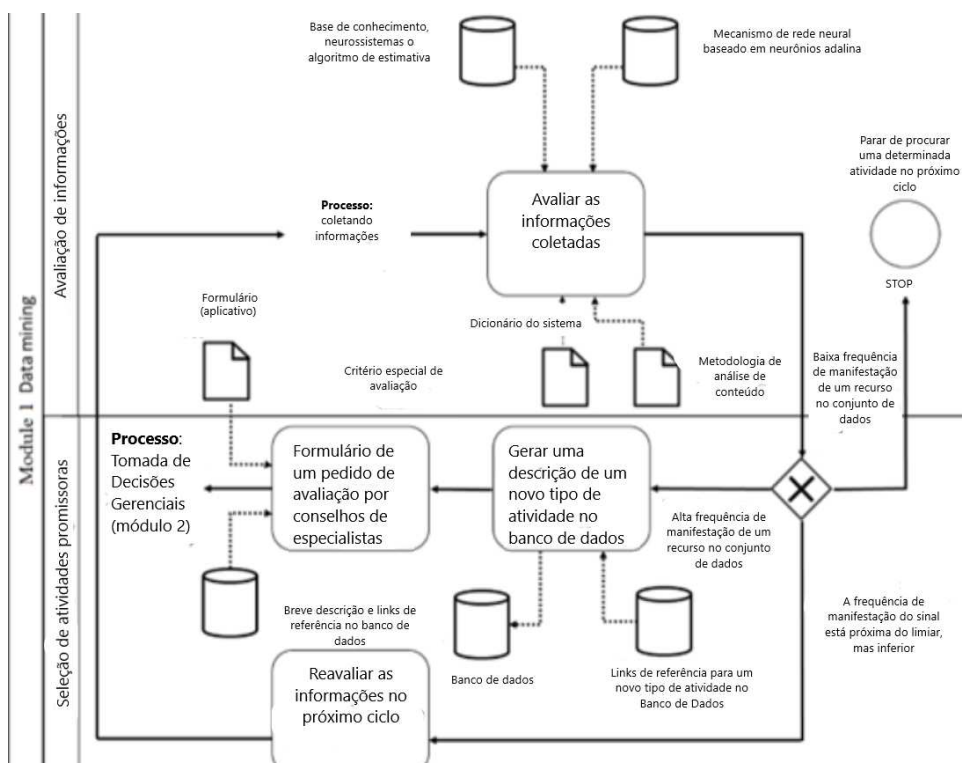 Module 1 Data mining
Avaliação de informações
Seleção de atividades promissoras
Base de conhecimento,
neurossistemas o
algoritmo de estimativa
Mecanismo de rede neural
baseado em neurônios adalina
Parar de procurar
uma determinada
atividade no próximo
ciclo
STOP
Processo:
coletando
informações
Avaliar as
informações
coletadas
Formulário
(aplicativo)
Critério especial de
avaliação
Dicionário do sistema
Metodologia de
análise de
conteúdo
Baixa frequência
de manifestação
de um recurso
no conjunto de
dados
Processo:
Tomada de
Decisões
Gerenciais
(módulo 2)
Formulário de
um pedido de
avaliação por
conselhos de
especialistas
Gerar uma
descrição de um
novo tipo de
atividade no
banco de dados
Alta frequência de
manifestação de um
recurso no conjunto
de dados
Breve descrição e links de
referência no banco de
dados
Banco de dados
Links de referência para um
novo tipo de atividade no
Banco de Dados
A frequência de
manifestação do sinal
está próxima do limiar,
mas inferior
Reavaliar as
informações no
próximo ciclo